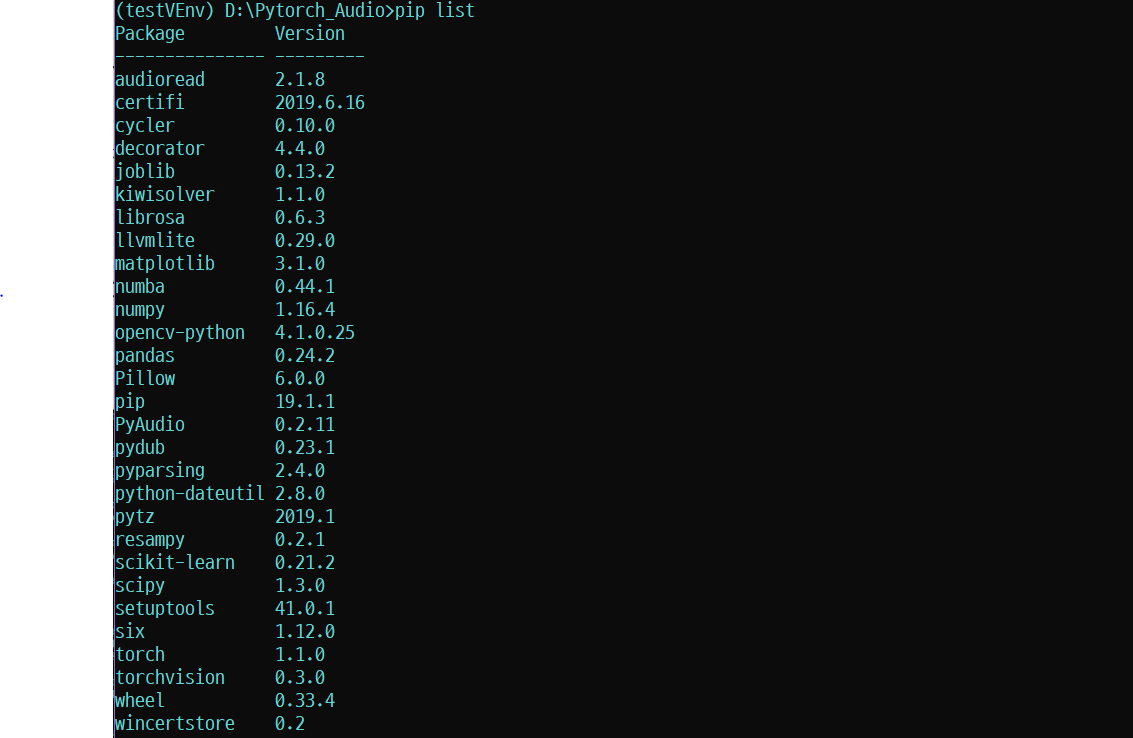 (testVEnv) D:\Pytorch_Audio>pip list
Package         Version
--------------- ---------
audioread       2.1.8
certifi         2019.6.16
cycler          0.10.0
decorator       4.4.0
joblib          0.13.2
kiwisolver      1.1.0
librosa         0.6.3
llvmlite        0.29.0
matplotlib      3.1.0
numba           0.44.1
numpy           1.16.4
opencv-python   4.1.0.25
pandas          0.24.2
Pillow          6.0.0
pip             19.1.1
PyAudio         0.2.11
pydub           0.23.1
pyparsing       2.4.0
python-dateutil 2.8.0
pytz            2019.1
resampy         0.2.1
scikit-learn    0.21.2
scipy           1.3.0
setuptools      41.0.1
six             1.12.0
torch           1.1.0
torchvision     0.3.0
wheel           0.33.4
wincertstore    0.2